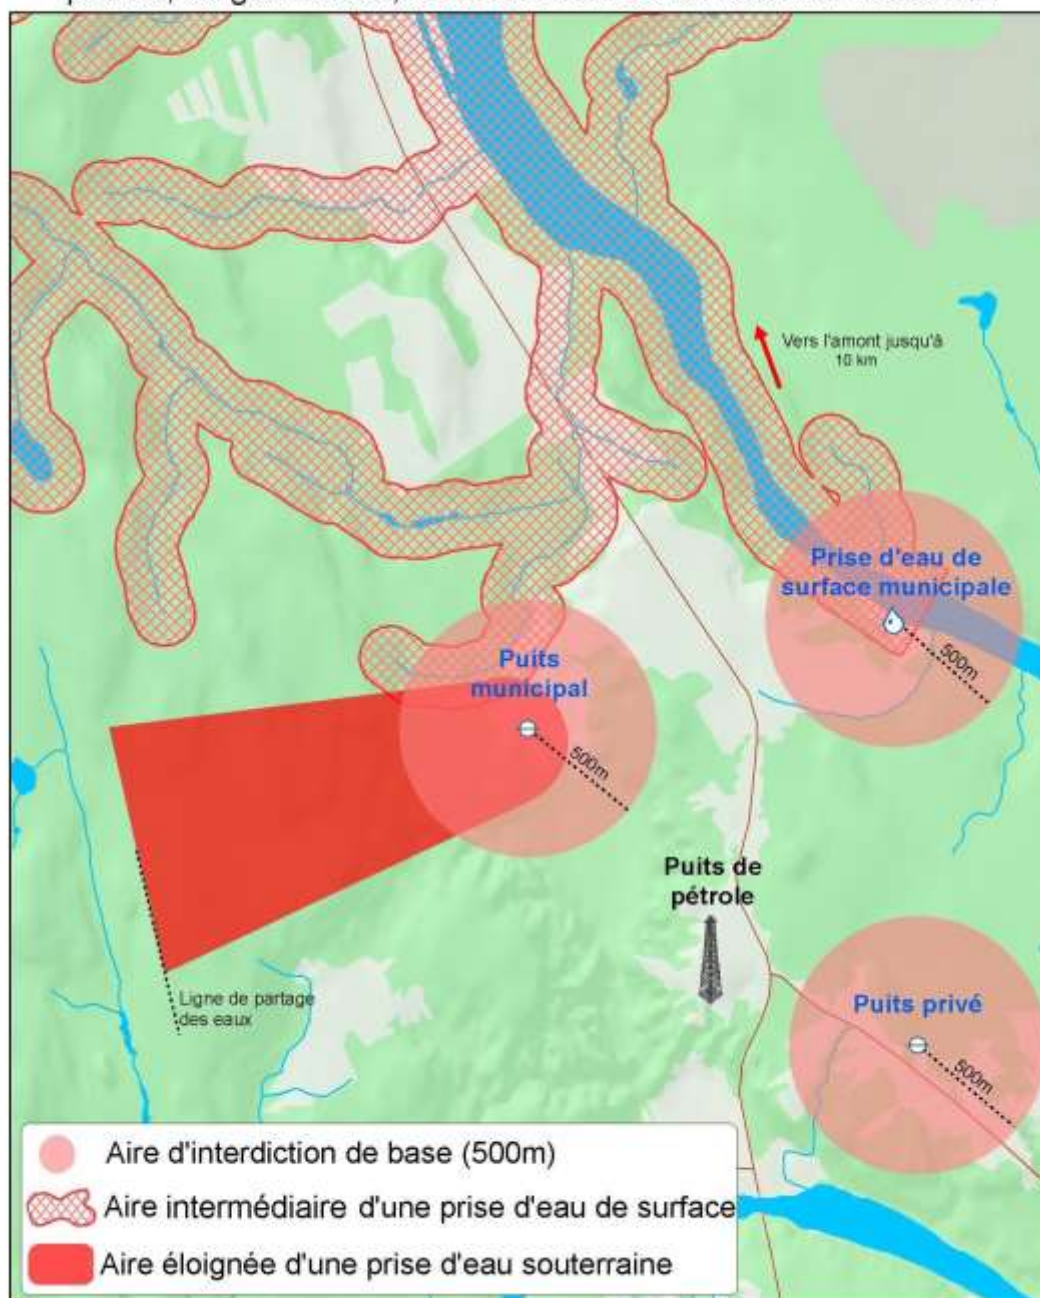 Vers l'amont jusqu'à
10 km
Prise d'eau de
surface municipale
500m
Puits
municipal
500m
Puits de
pétrole
Ligne de partage
des eaux
Puits privé
500m
Aire d'interdiction de base (500m)
Aire intermédiaire d'une prise d'eau de surface
Aire éloignée d'une prise d'eau souterraine